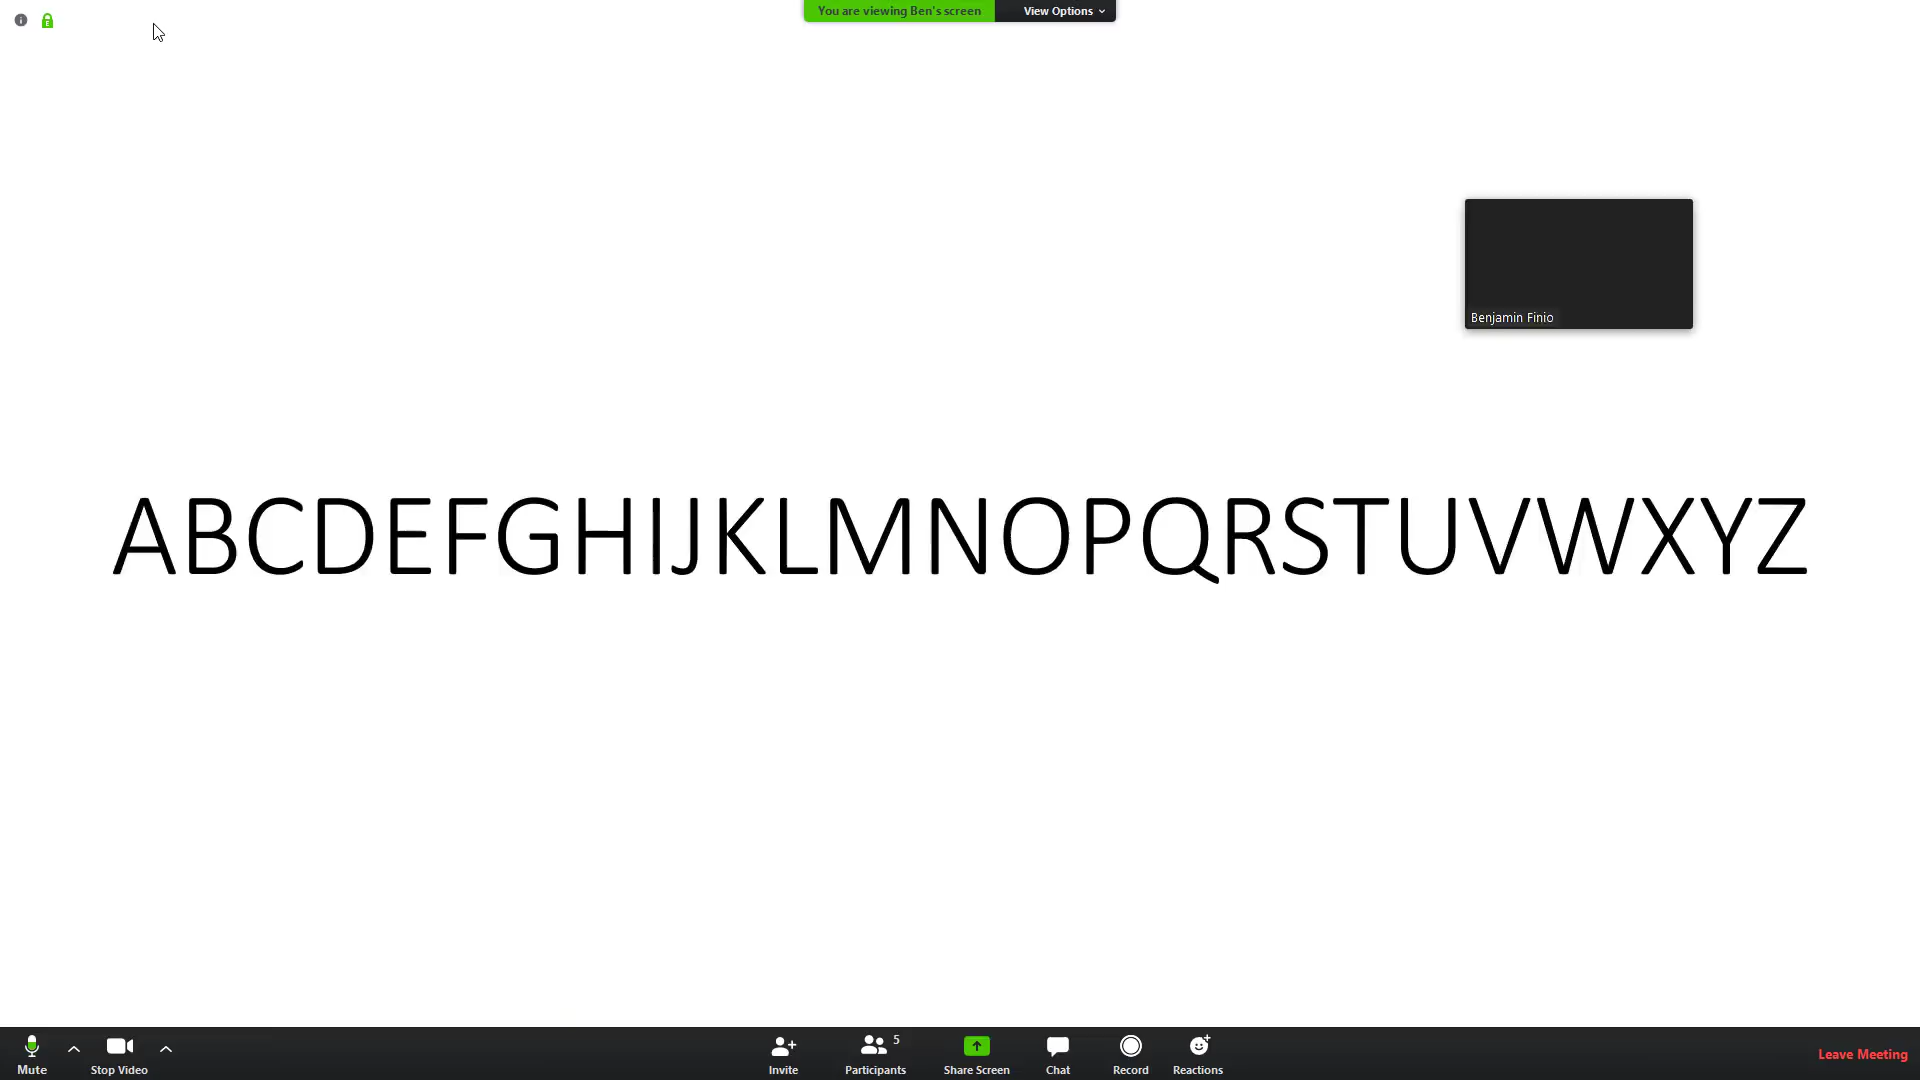 You are viewing Ben's screen View Options
Benjamin Finio
ABCDEFGHIJKLMNOPQRSTUVWXYZ
Mute Stop Video Invite Participants 5 Share Screen Chat Record Reactions Leave Meeting